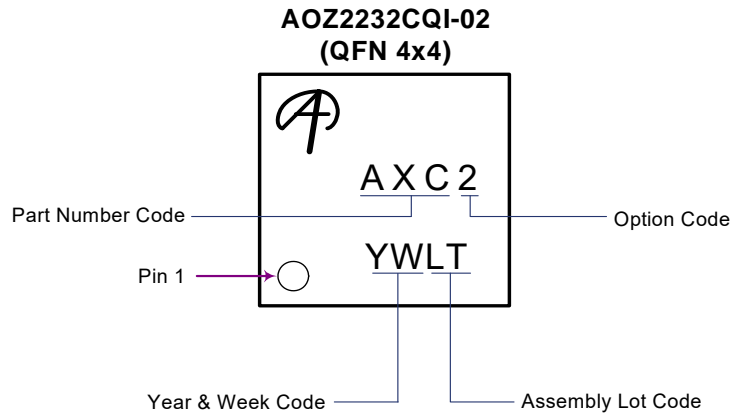 AOZ2232CQI-02
(QFN 4x4)
AXC2
Part Number Code
Option Code
YWLT
Pin 1
Year & Week Code
Assembly Lot Code